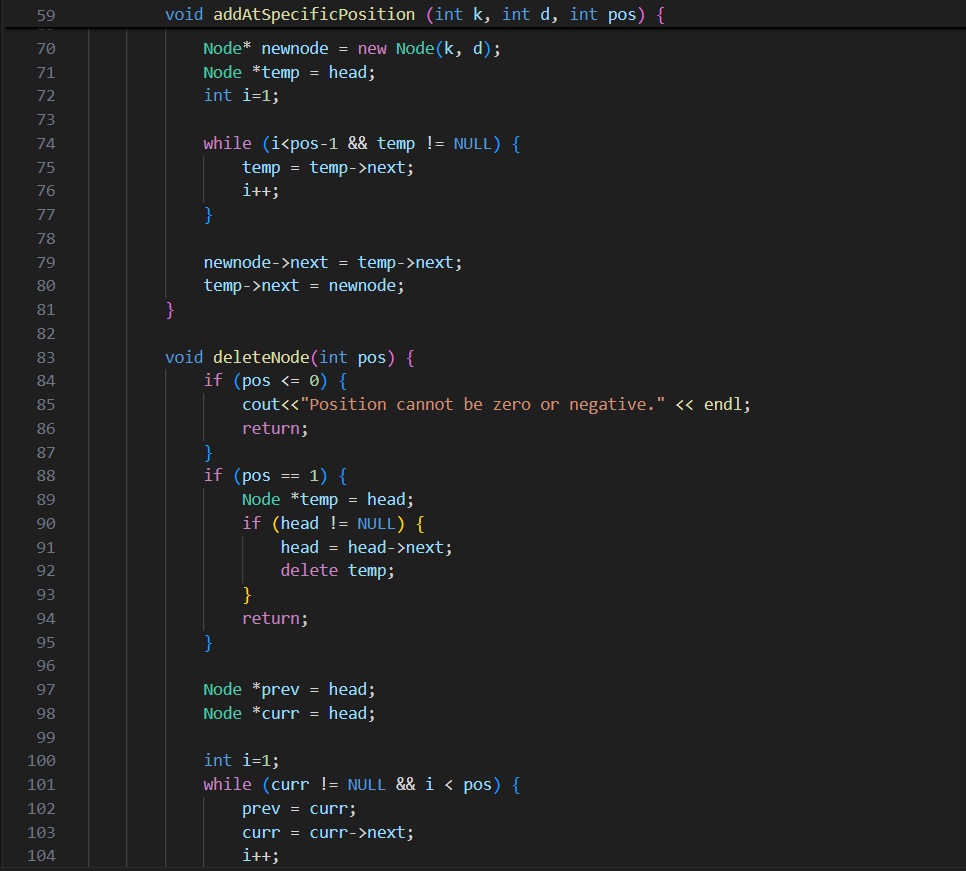 59 void addAtSpecificPosition (int k, int d, int pos) {
70 Node* newnode = new Node(k, d);
71 Node *temp = head;
72 int i=1;
73
74 while (i<pos-1 && temp != NULL) {
75 temp = temp->next;
76 i++;
77 }
78
79 newnode->next = temp->next;
80 temp->next = newnode;
81 }
82
83 void deleteNode(int pos) {
84 if (pos <= 0) {
85 cout<<"Position cannot be zero or negative." << endl;
86 return;
87 }
88 if (pos == 1) {
89 Node *temp = head;
90 if (head != NULL) {
91 head = head->next;
92 delete temp;
93 }
94 return;
95 }
96
97 Node *prev = head;
98 Node *curr = head;
99
100 int i=1;
101 while (curr != NULL && i < pos) {
102 prev = curr;
103 curr = curr->next;
104 i++;